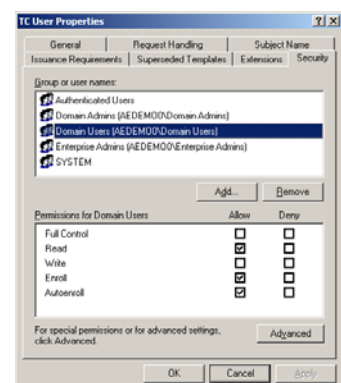 TC User Properties
General Request Handling Subject Name
Issuance Requirements Superseded Templates Extensions Security
Group or user names:
Authenticated Users
Domain Admins (AEDEMO0\Domain Admins)
Domain Users (AEDEMO0\Domain Users)
Enterprise Admins (AEDEMO0\Enterprise Admins)
SYSTEM
Add... Remove
Permissions for Domain Users Allow Deny
Full Control
Read
Write
Enroll
Autoenroll
For special permissions or for advanced settings,
click Advanced.
Advanced
OK Cancel Apply